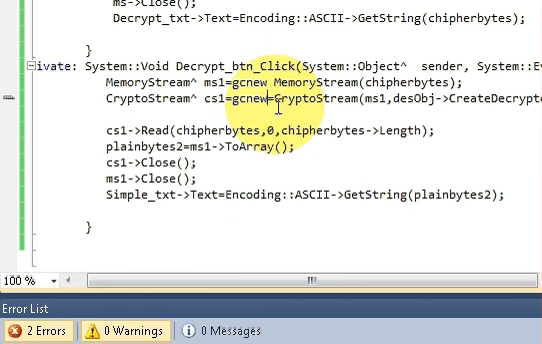 ms->Close();
Decrypt_txt->Text=Encoding::ASCII->GetString(chipherbytes);
}
ivate: System::Void Decrypt_btn_Click(System::Object^ sender, System::Ev
MemoryStream^ ms1=gcnew MemoryStream(chipherbytes);
CryptoStream^ cs1=gcnew=CryptoStream(ms1,desObj->CreateDecrypto
cs1->Read(chipherbytes,0,chipherbytes->Length);
plainbytes2=ms1->ToArray();
cs1->Close();
ms1->Close();
Simple_txt->Text=Encoding::ASCII->GetString(plainbytes2);
}
100 %
Error List
2 Errors
0 Warnings
0 Messages